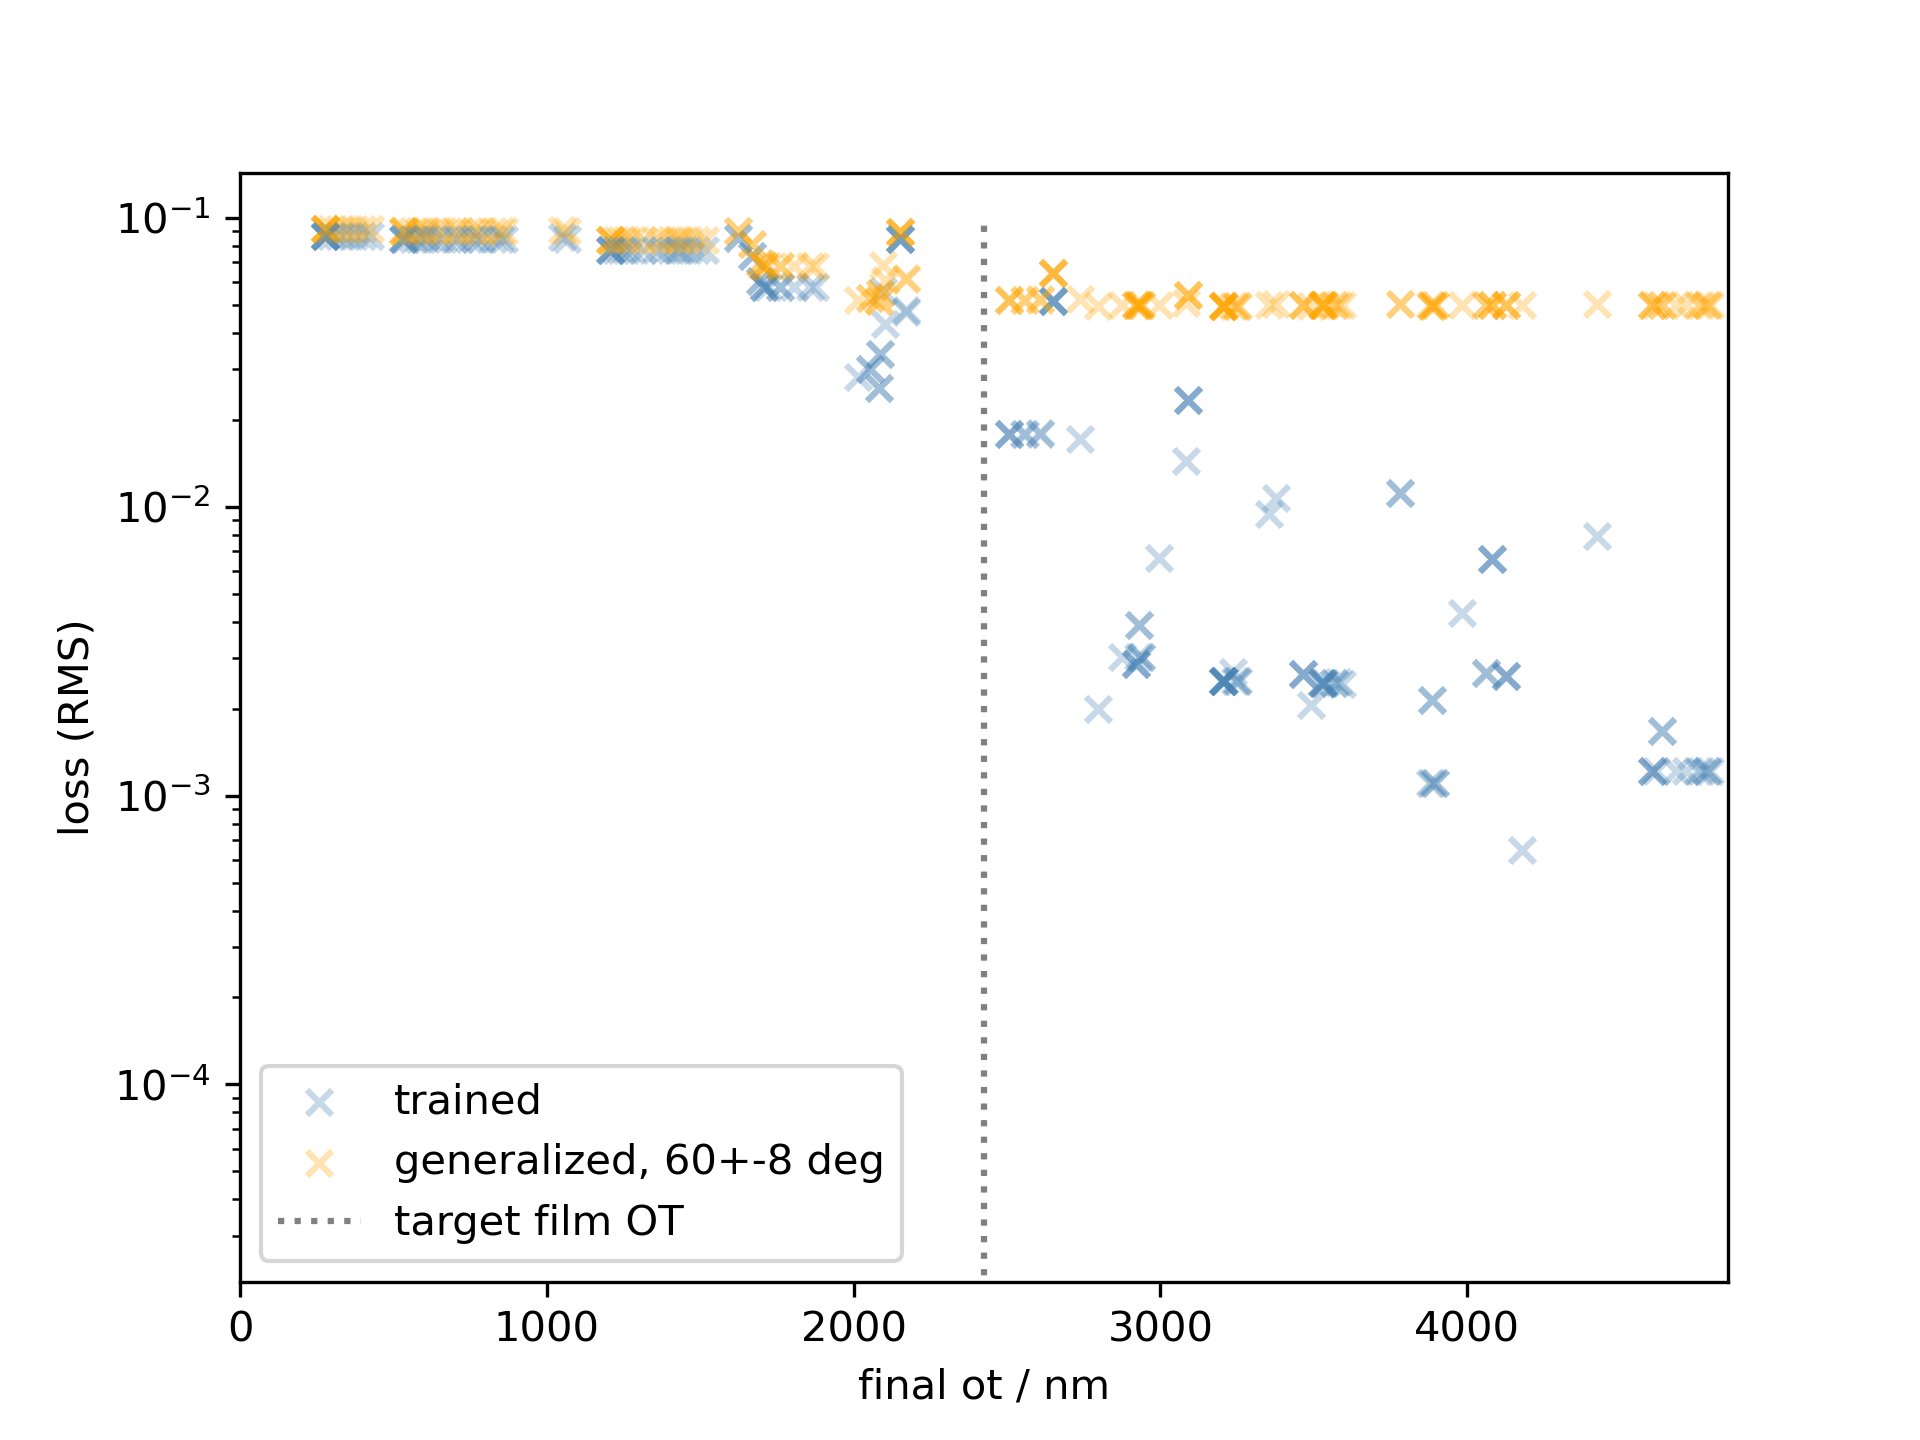 10⁻¹
10⁻²
10⁻³
10⁻⁴
loss (RMS)
trained
generalized, 60+-8 deg
target film OT
0 1000 2000 3000 4000
final ot / nm